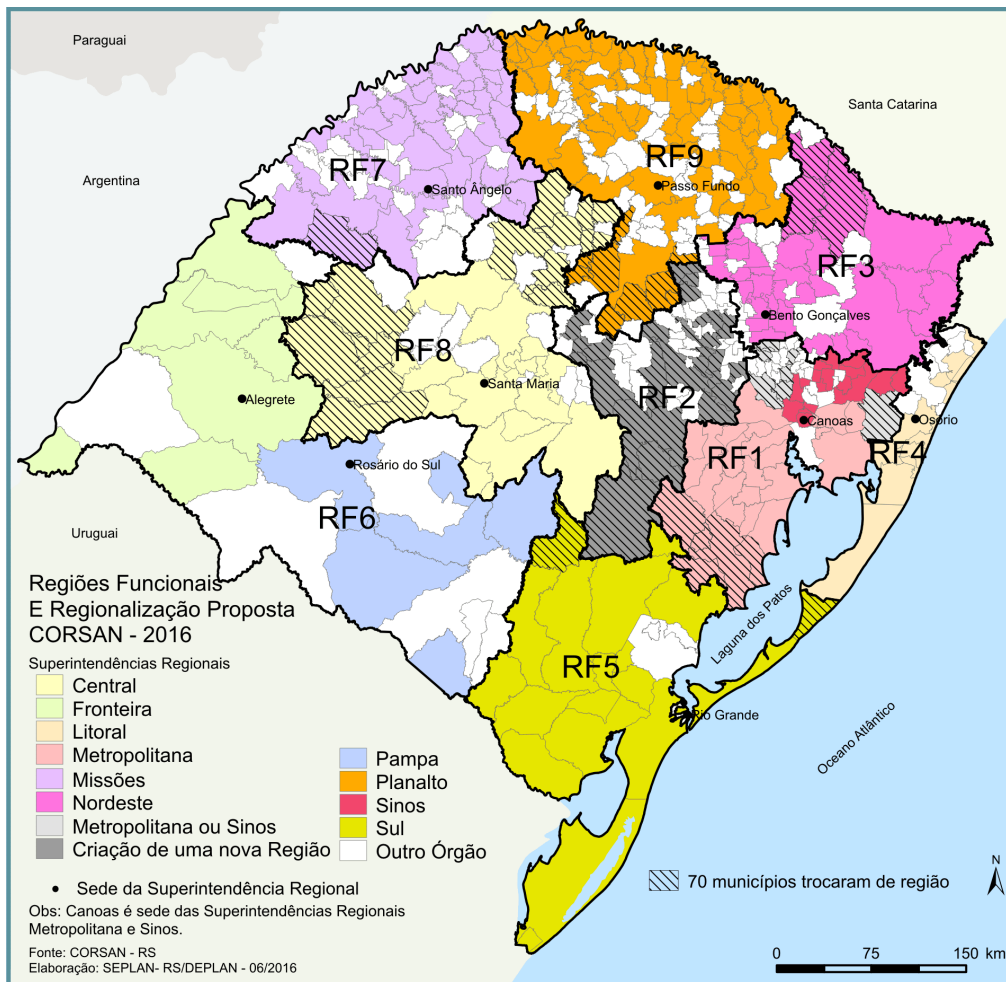 Paraguai
Santa Catarina
Argentina
RF7
Santo Ângelo
RF9
Passo Fundo
RF3
Bento Gonçalves
RF8
Santa Maria
Alegrete
RF2
Canoas
Osório
RF4
RF1
Rosário do Sul
RF6
Uruguai
RF5
Rio Grande
Laguna dos Patos
Oceano Atlântico
Regiões Funcionais
E Regionalização Proposta
CORSAN - 2016
Superintendências Regionais
Central
Fronteira
Litoral
Metropolitana
Missões
Nordeste
Metropolitana ou Sinos
Criação de uma nova Região
Pampa
Planalto
Sinos
Sul
Outro Órgão
Sede da Superintendência Regional
Obs: Canoas é sede das Superintendências Regionais
Metropolitana e Sinos.
Fonte: CORSAN - RS
Elaboração: SEPLAN- RS/DEPLAN - 06/2016
70 municípios trocaram de região
N
0 75 150 km